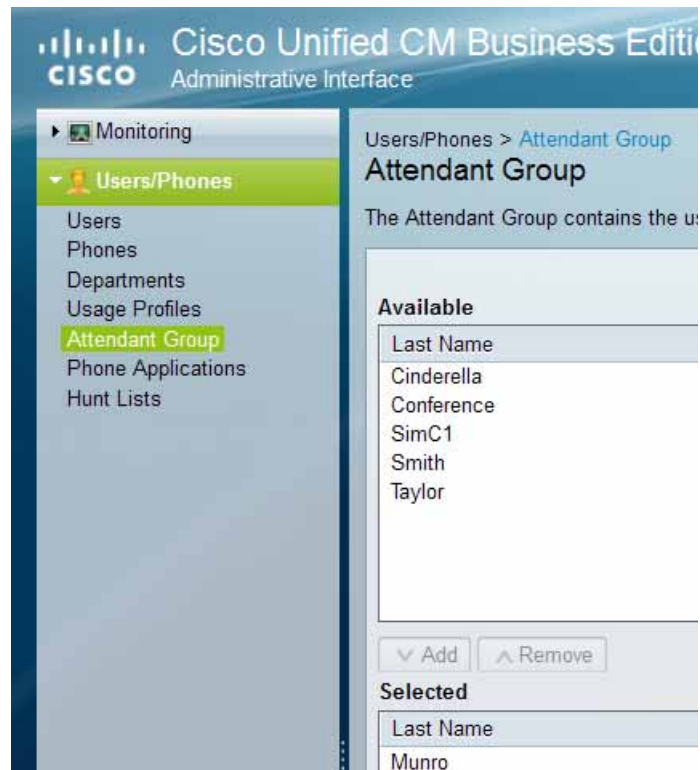 CISCO
Cisco Unified CM Business Editi
Administrative Interface
Monitoring
Users/Phones
Users
Phones
Departments
Usage Profiles
Attendant Group
Phone Applications
Hunt Lists
Users/Phones > Attendant Group
Attendant Group
The Attendant Group contains the us
Available
Last Name
Cinderella
Conference
SimC1
Smith
Taylor
Add Remove
Selected
Last Name
Munro